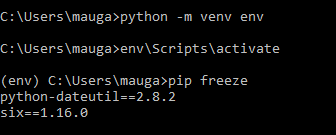 C:\Users\mauga>python -m venv env
C:\Users\mauga>env\Scripts\activate
(env) C:\Users\mauga>pip freeze
python-dateutil==2.8.2
six==1.16.0